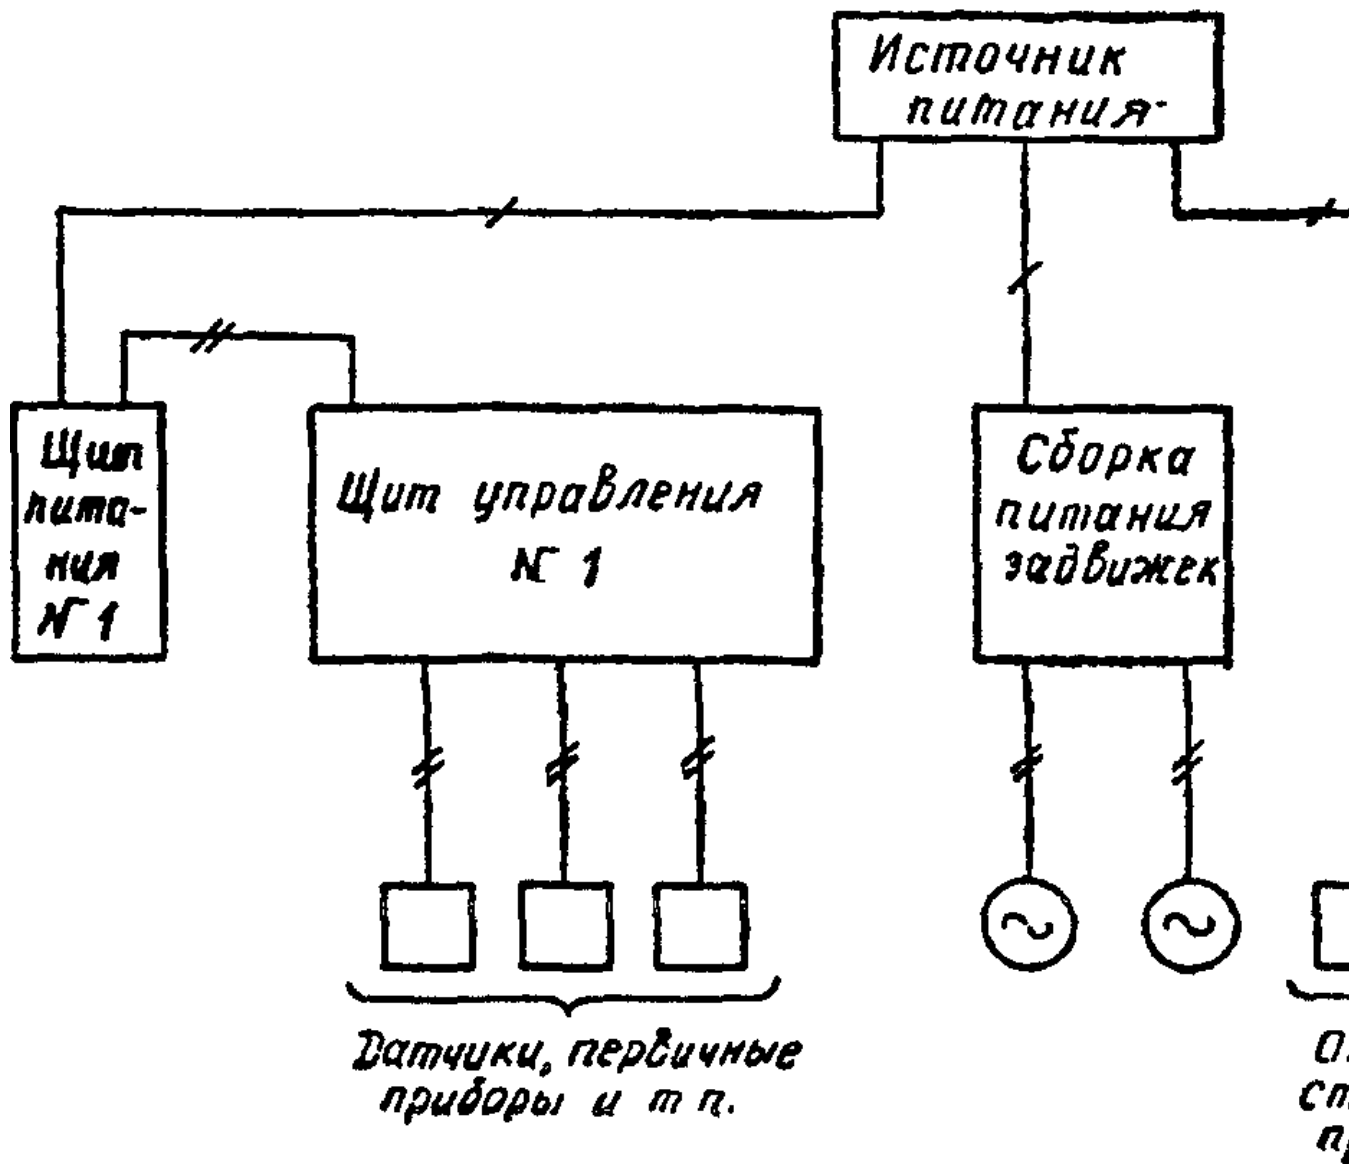 Источник
питания
Щит
пита-
ния
№ 1
Щит управления
№ 1
Сборка
питания
задвижек
Датчики, первичные
приборы и т п.